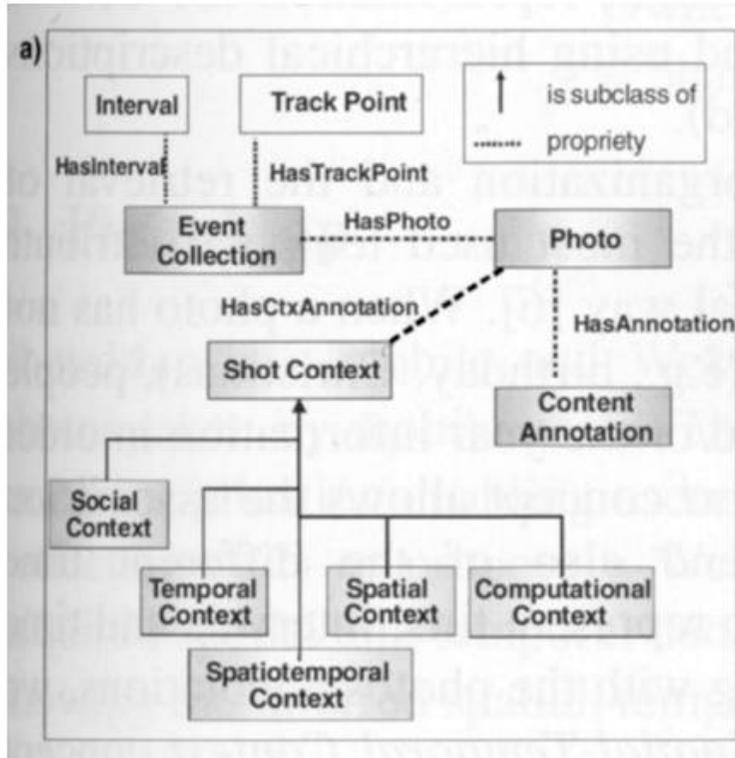 a)
Interval
Track Point
is subclass of
propriety
HasInterval
HasTrackPoint
Event
Collection
HasPhoto
Photo
HasCtxAnnotation
HasAnnotation
Shot Context
Content
Annotation
Social
Context
Temporal
Context
Spatial
Context
Computational
Context
Spatiotemporal
Context